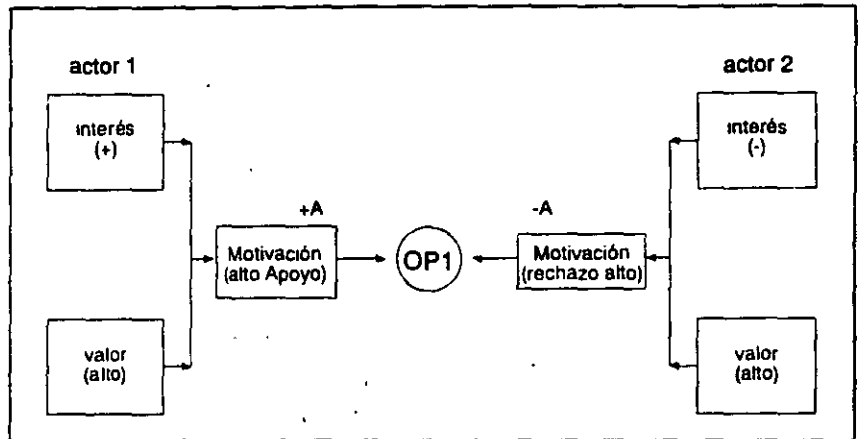 actor 1
interés
(+)
+A
Motivación
(alto Apoyo)
valor
(alto)
OP1
actor 2
interés
(-)
-A
Motivación
(rechazo alto)
valor
(alto)